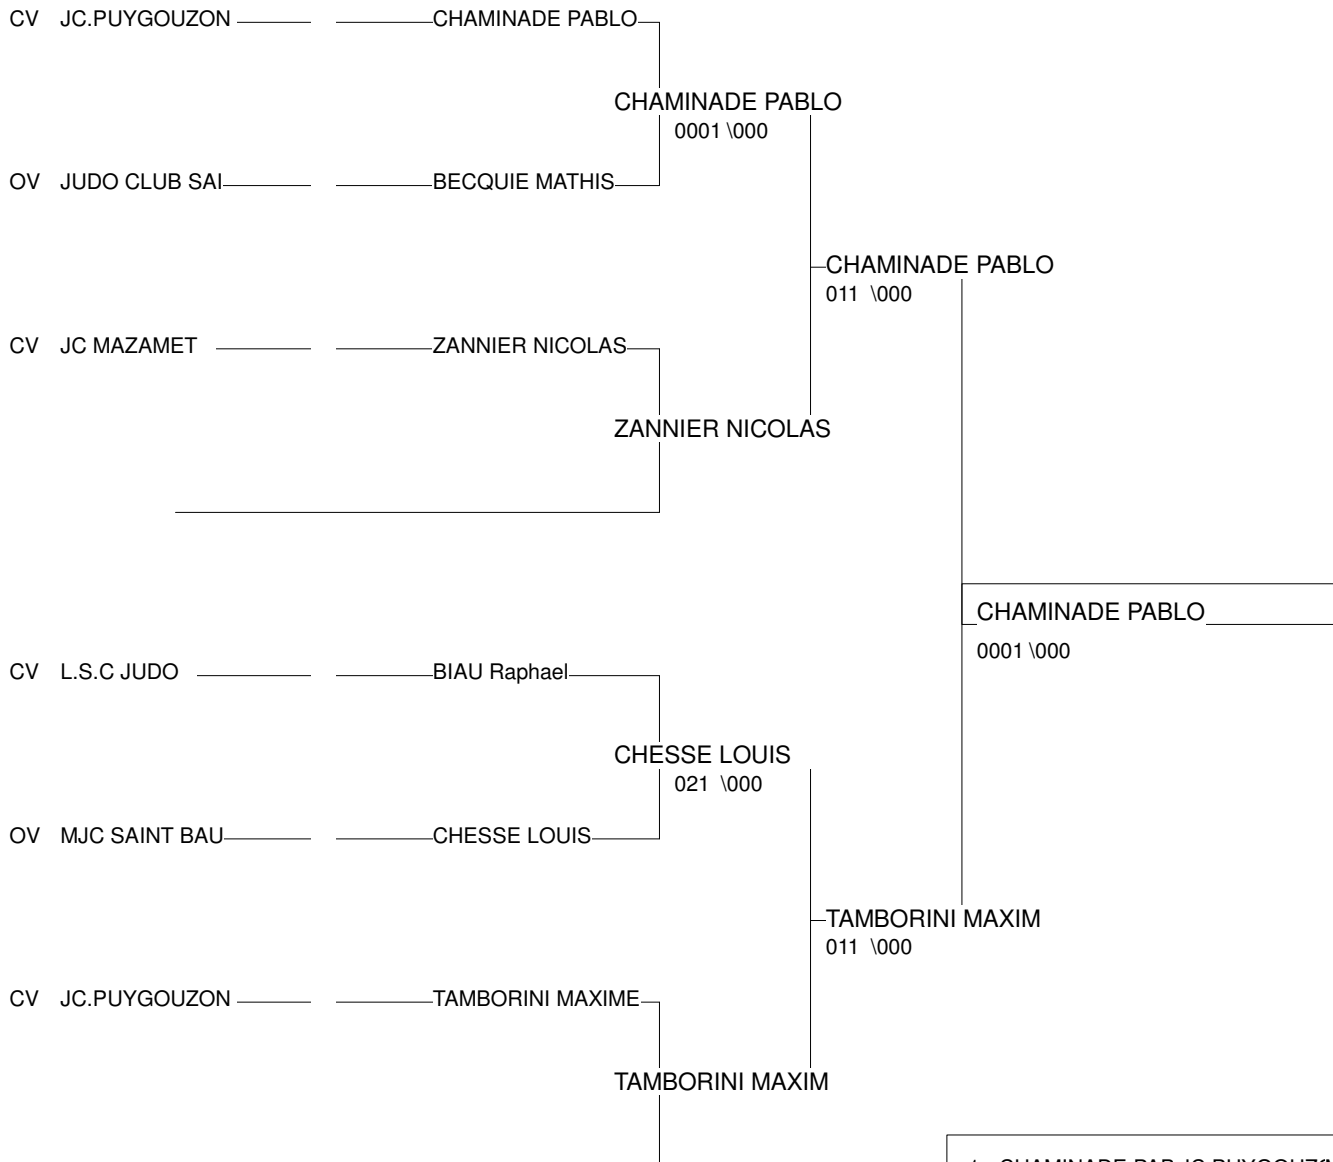 CV JC.PUYGOUZON CHAMINADE PABLO
CHAMINADE PABLO
0001 \000
OV JUDO CLUB SAI BECQUIE MATHIS
CHAMINADE PABLO
011 \000
CV JC MAZAMET ZANNIER NICOLAS
ZANNIER NICOLAS
CHAMINADE PABLO
0001 \000
CV L.S.C JUDO BIAU Raphael
CHESSE LOUIS
021 \000
OV MJC SAINT BAU CHESSE LOUIS
TAMBORINI MAXIM
011 \000
CV JC.PUYGOUZON TAMBORINI MAXIME
TAMBORINI MAXIM
CHAMINADE PAB